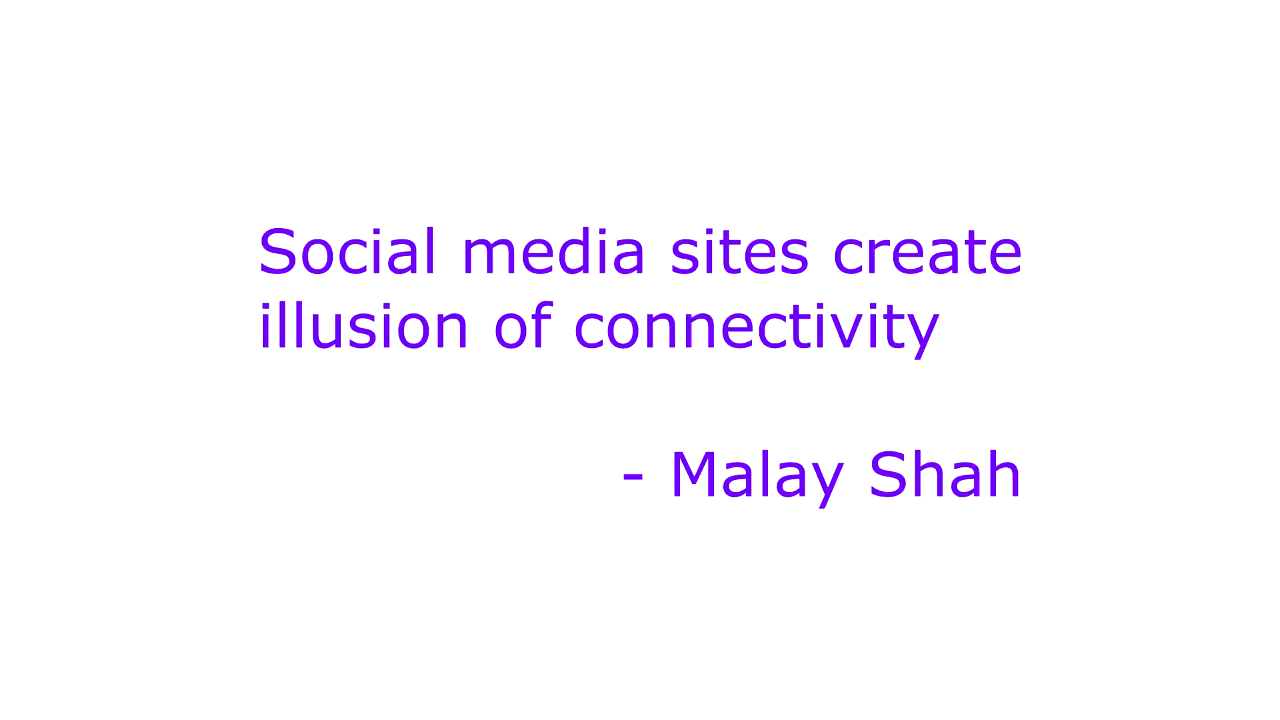 Social media sites create
illusion of connectivity
- Malay Shah